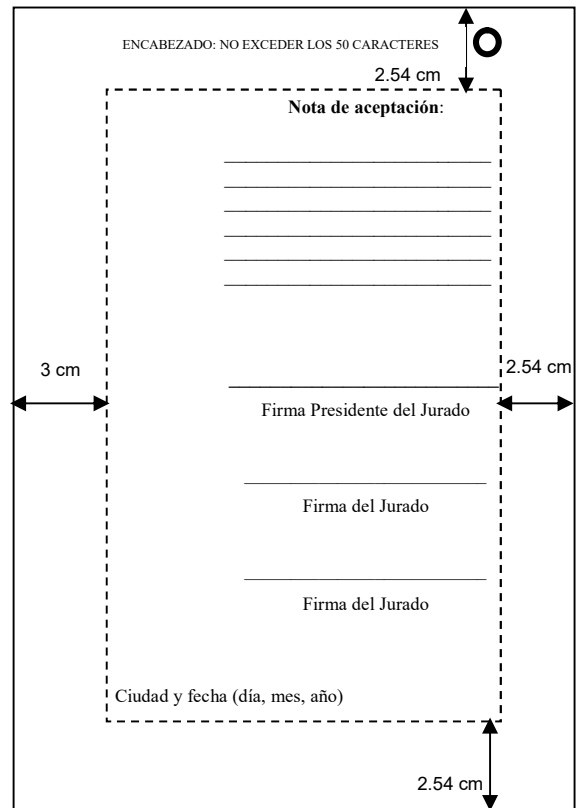 ENCABEZADO: NO EXCEDER LOS 50 CARACTERES
2.54 cm
Nota de aceptación:
3 cm
2.54 cm
Firma Presidente del Jurado
Firma del Jurado
Firma del Jurado
Ciudad y fecha (día, mes, año)
2.54 cm